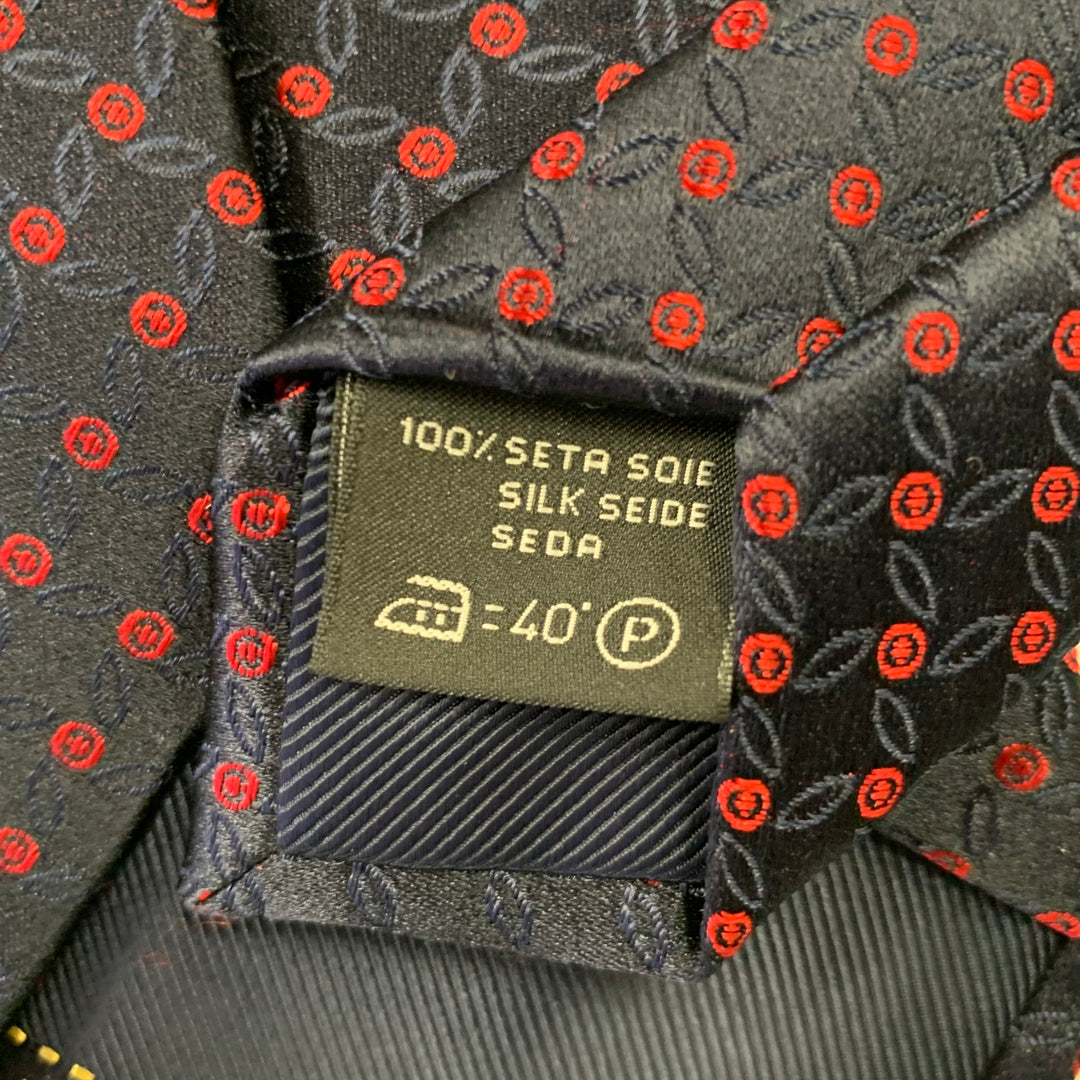 100% SETA SOIE
SILK SEIDE
SEDA
=40° P